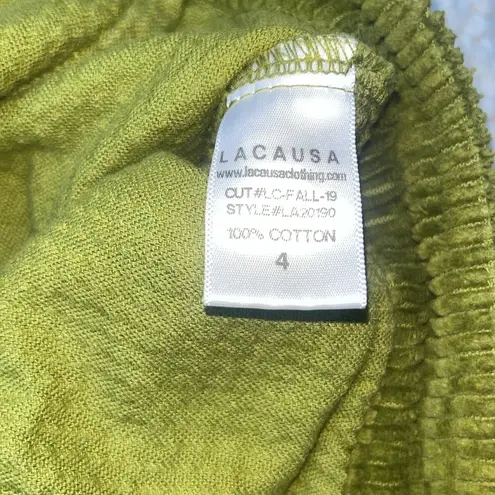 LACAUSA
www.lacausaclothing.com
CUT#LC-FALL-19
STYLE#LA20190
100% COTTON
4